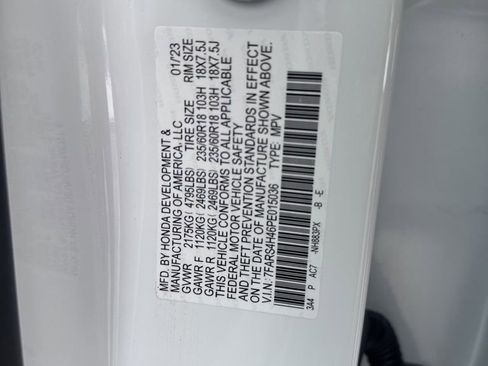 MFD. BY HONDA DEVELOPMENT & 01/23
MANUFACTURING OF AMERICA, LLC
GVWR 2175KG( 4795LBS) TIRE SIZE RIM SIZE
GAWR F 1120KG ( 2469LBS) 235/60R18 103H 18X7.5J
GAWR R 1120KG ( 2469LBS) 235/60R18 103H 18X7.5J
THIS VEHICLE CONFORMS TO ALL APPLICABLE
FEDERAL MOTOR VEHICLE SAFETY
AND THEFT PREVENTION STANDARDS IN EFFECT
ON THE DATE OF MANUFACTURE SHOWN ABOVE.
V.I.N: 7FARS4H46PE015036 TYPE: MPV
3A4 P AC7 -NH883PX -B -E